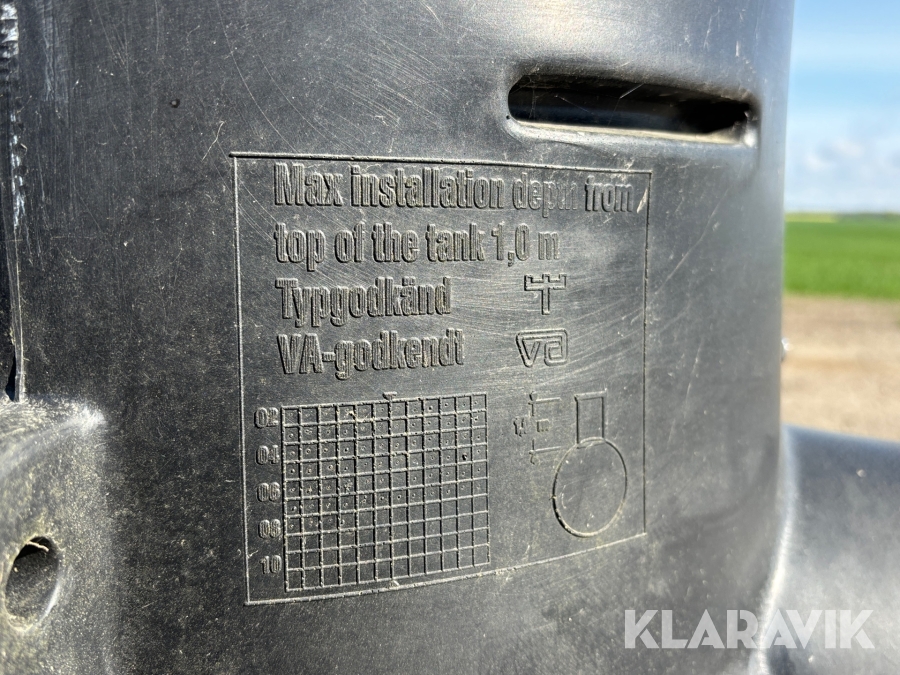 Max installation depth from
top of the tank 1,0 m
Typgodkänd
VA-godkendt va
02
04
06
08
10
KLARAVIK